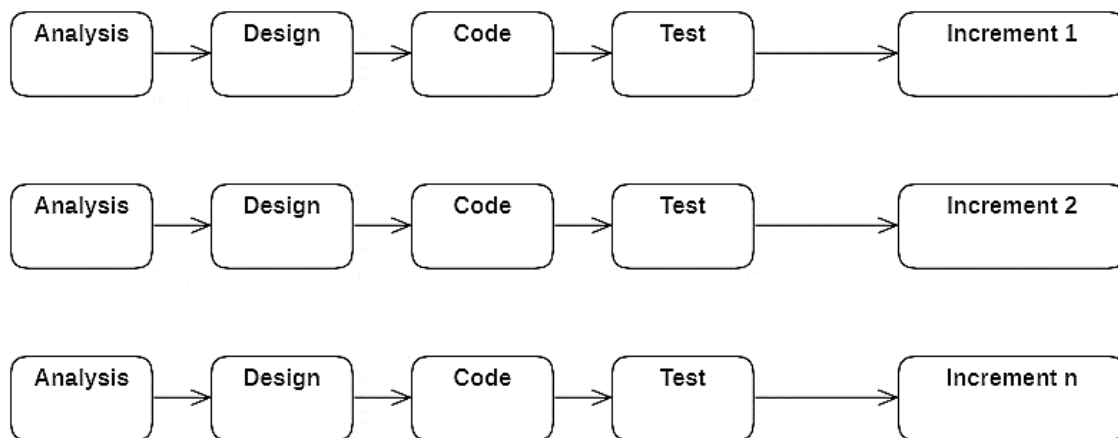 Analysis Design Code Test Increment 1
Analysis Design Code Test Increment 2
Analysis Design Code Test Increment n